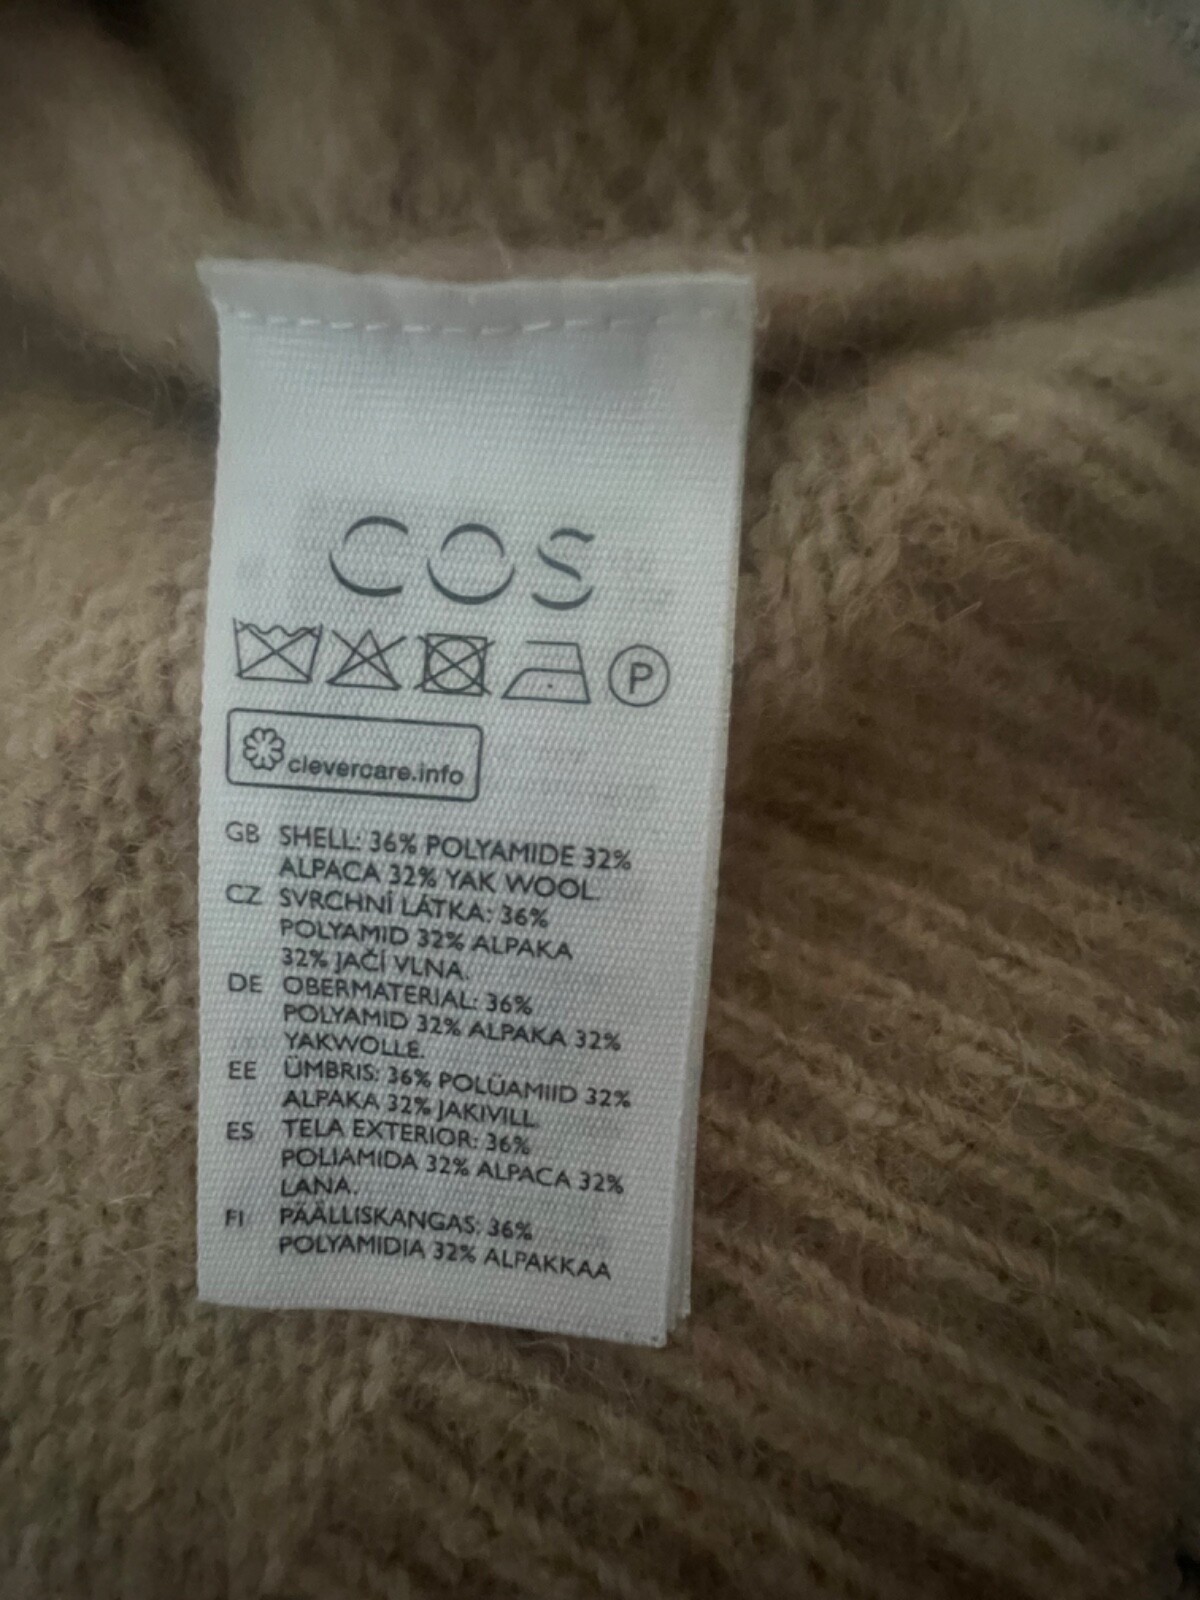 COS
P
clevercare.info
GB SHELL: 36% POLYAMIDE 32%
ALPACA 32% YAK WOOL.
CZ SVRCHNÍ LÁTKA: 36%
POLYAMID 32% ALPAKA
32% JAČÍ VLNA.
DE OBERMATERIAL: 36%
POLYAMID 32% ALPAKA 32%
YAKWOLLE.
EE ÜMBRIS: 36% POLÜAMIID 32%
ALPAKA 32% JAKIVILL.
ES TELA EXTERIOR: 36%
POLIAMIDA 32% ALPACA 32%
LANA.
FI PÄÄLLISKANGAS: 36%
POLYAMIDIA 32% ALPAKKAA